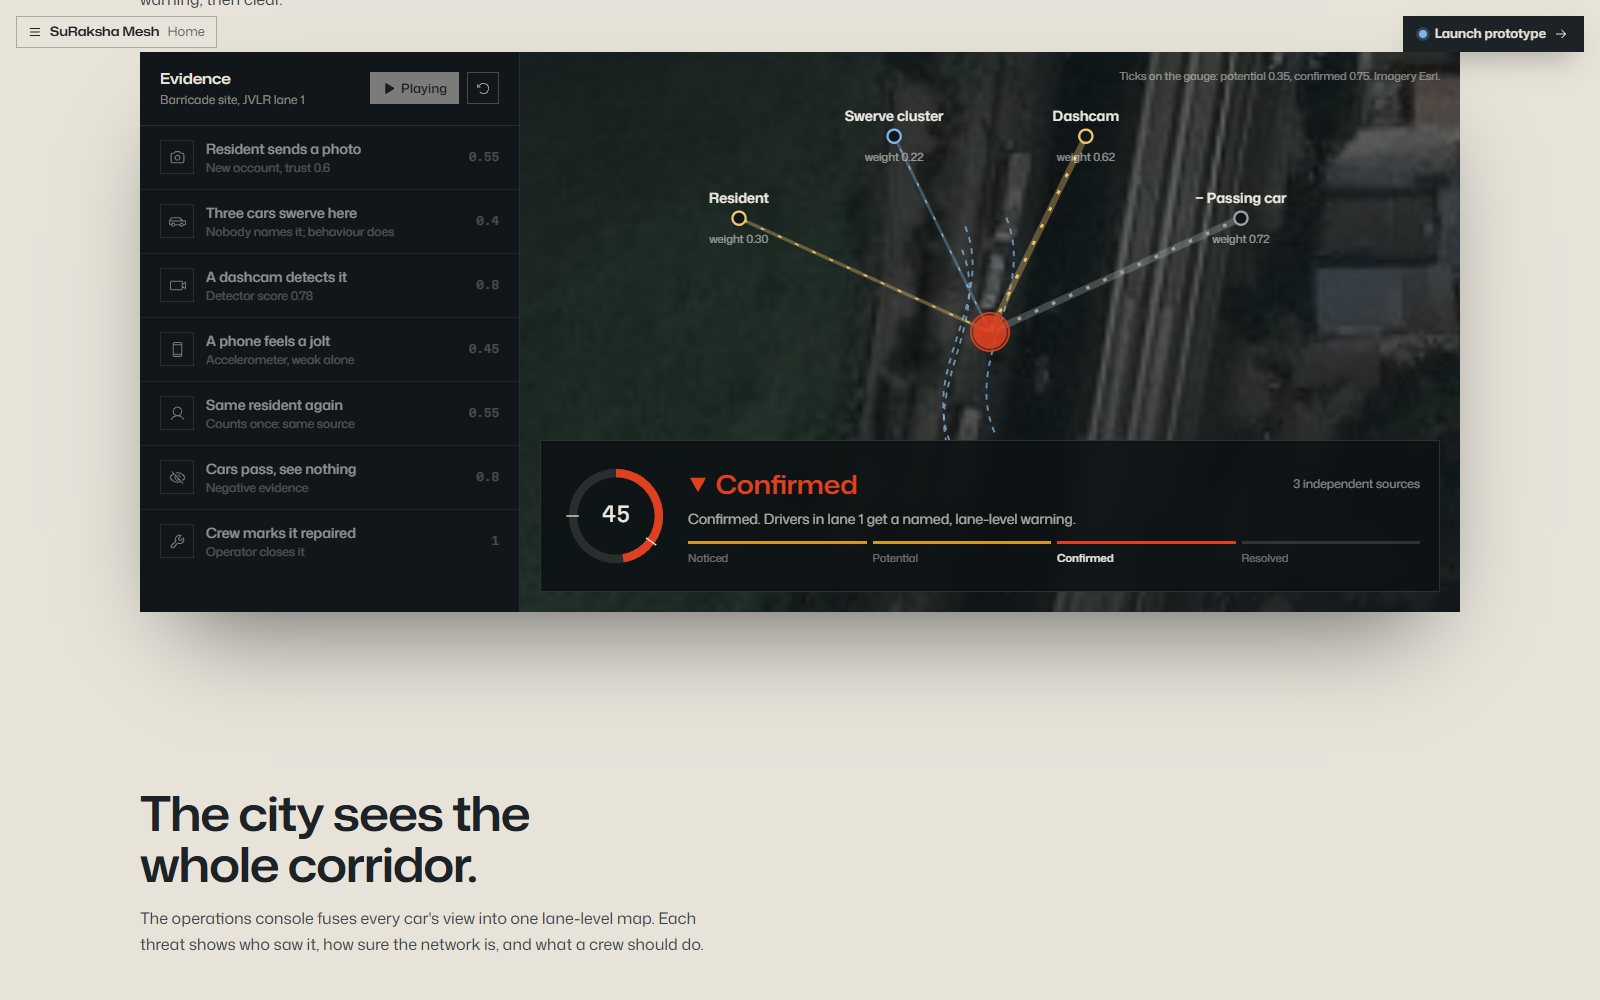 warning, then clear.
SuRaksha Mesh Home
Launch prototype →
Evidence
Barricade site, JVLR lane 1
Playing
Resident sends a photo
New account, trust 0.6
0.55
Three cars swerve here
Nobody names it; behaviour does
0.4
A dashcam detects it
Detector score 0.78
0.8
A phone feels a jolt
Accelerometer, weak alone
0.45
Same resident again
Counts once: same source
0.55
Cars pass, see nothing
Negative evidence
0.8
Crew marks it repaired
Operator closes it
1
Ticks on the gauge: potential 0.35, confirmed 0.75. Imagery Esri.
Swerve cluster
weight 0.22
Dashcam
weight 0.62
Resident
weight 0.30
– Passing car
weight 0.72
45
▼ Confirmed
3 independent sources
Confirmed. Drivers in lane 1 get a named, lane-level warning.
Noticed
Potential
Confirmed
Resolved
The city sees the
whole corridor.
The operations console fuses every car's view into one lane-level map. Each
threat shows who saw it, how sure the network is, and what a crew should do.